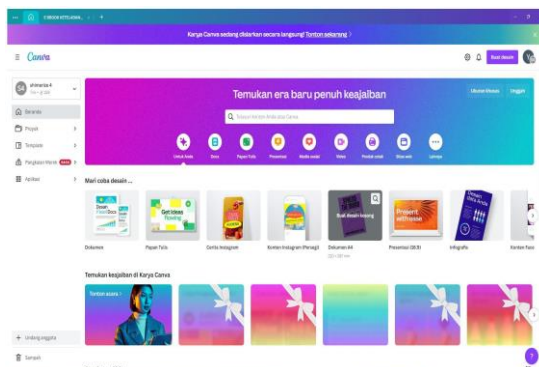 Karya Canva sedang disiarkan secara langsung! Tonton sekarang
Canva
Buat desain
Beranda
Proyek
Template
Aplikasi
Temukan era baru penuh keajaiban
Ukuran khusus
Unggah
Untuk Anda
Docs
Papan Tulis
Presentasi
Media sosial
Video
Produk cetak
Situs web
Lainnya
Mari coba desain ...
Get Ideas Flowing
Buat desain kosong
Present with ease
Dokumen
Papan Tulis
Cerita Instagram
Konten Instagram (Persegi)
Dokumen A4
Presentasi (16:9)
Infografis
Temukan keajaiban di Karya Canva
Tonton acara
Undang anggota
Sampah